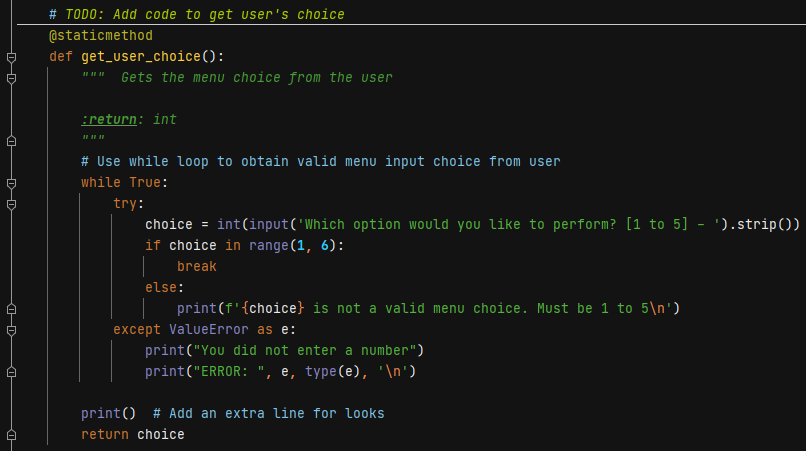 # TODO: Add code to get user's choice
@staticmethod
def get_user_choice():
"""  Gets the menu choice from the user
:return: int
"""
# Use while loop to obtain valid menu input choice from user
while True:
try:
choice = int(input('Which option would you like to perform? [1 to 5] - ').strip())
if choice in range(1, 6):
break
else:
print(f'{choice} is not a valid menu choice. Must be 1 to 5\n')
except ValueError as e:
print("You did not enter a number")
print("ERROR: ", e, type(e), '\n')
print()  # Add an extra line for looks
return choice